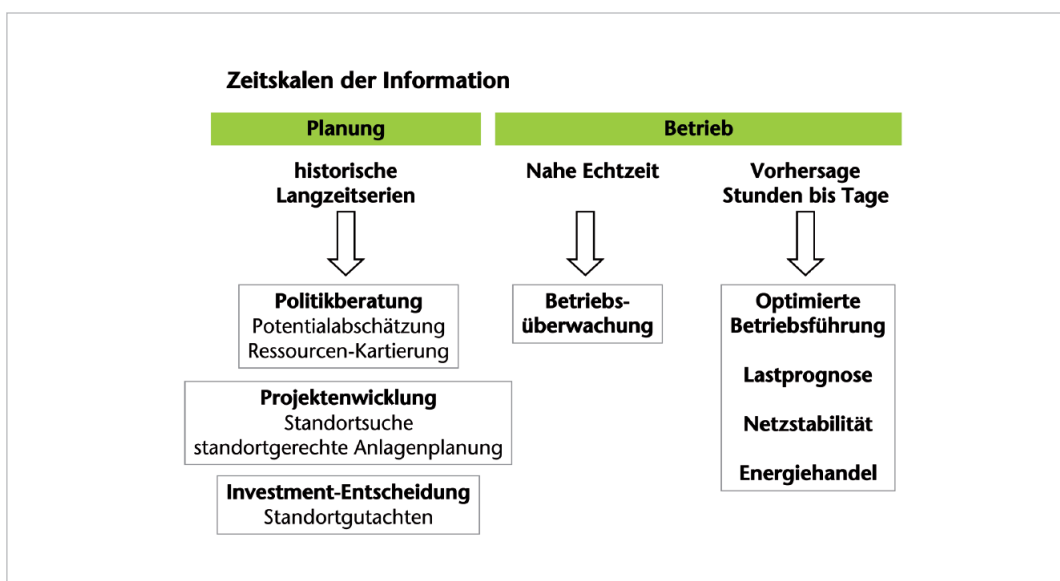 Zeitskalen der Information
Planung
Betrieb
historische
Langzeitserien
Nahe Echtzeit
Vorhersage
Stunden bis Tage
Politikberatung
Potentialabschätzung
Ressourcen-Kartierung
Projektenwicklung
Standortsuche
standortgerechte Anlagenplanung
Investment-Entscheidung
Standortgutachten
Betriebs-
überwachung
Optimierte
Betriebsführung
Lastprognose
Netzstabilität
Energiehandel